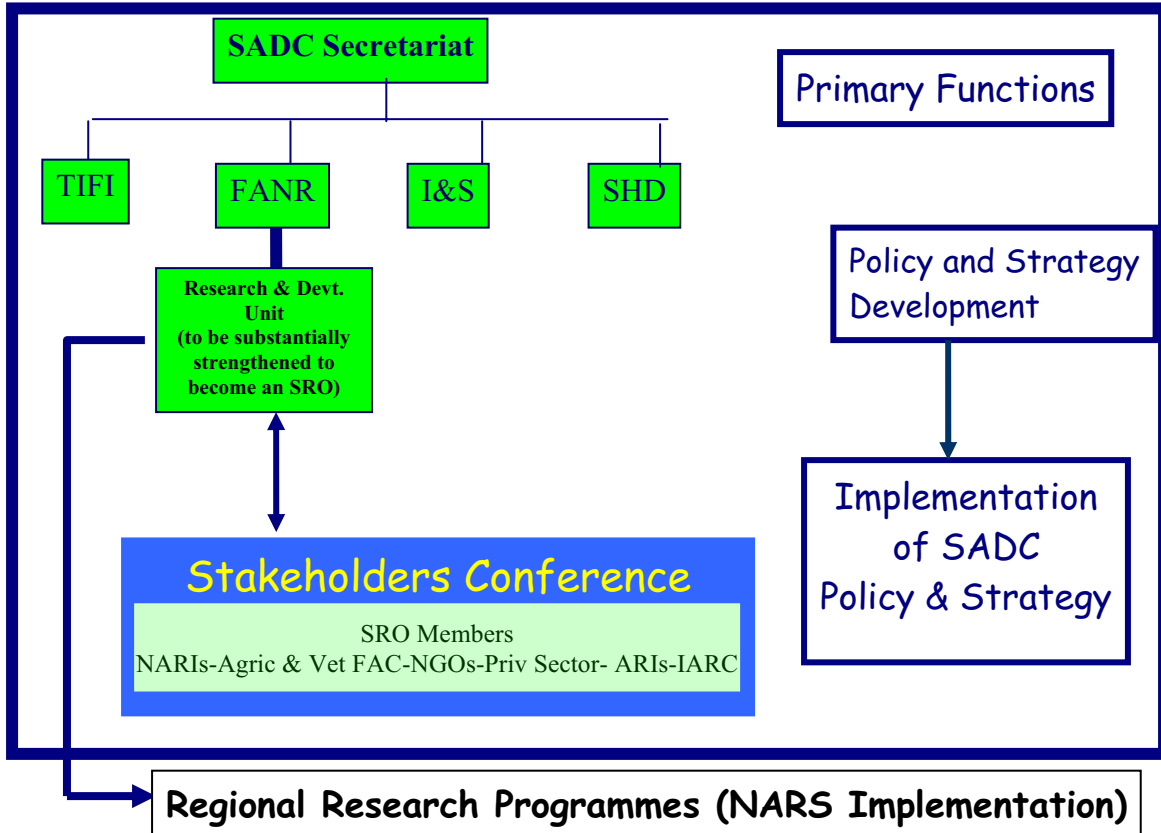 SADC Secretariat
Primary Functions
TIFI
FANR
I&S
SHD
Research & Devt.
Unit
(to be substantially
strengthened to
become an SRO)
Policy and Strategy
Development
Implementation
of SADC
Policy & Strategy
Stakeholders Conference
SRO Members
NARIs-Agric & Vet FAC-NGOs-Priv Sector- ARIs-IARC
Regional Research Programmes (NARS Implementation)